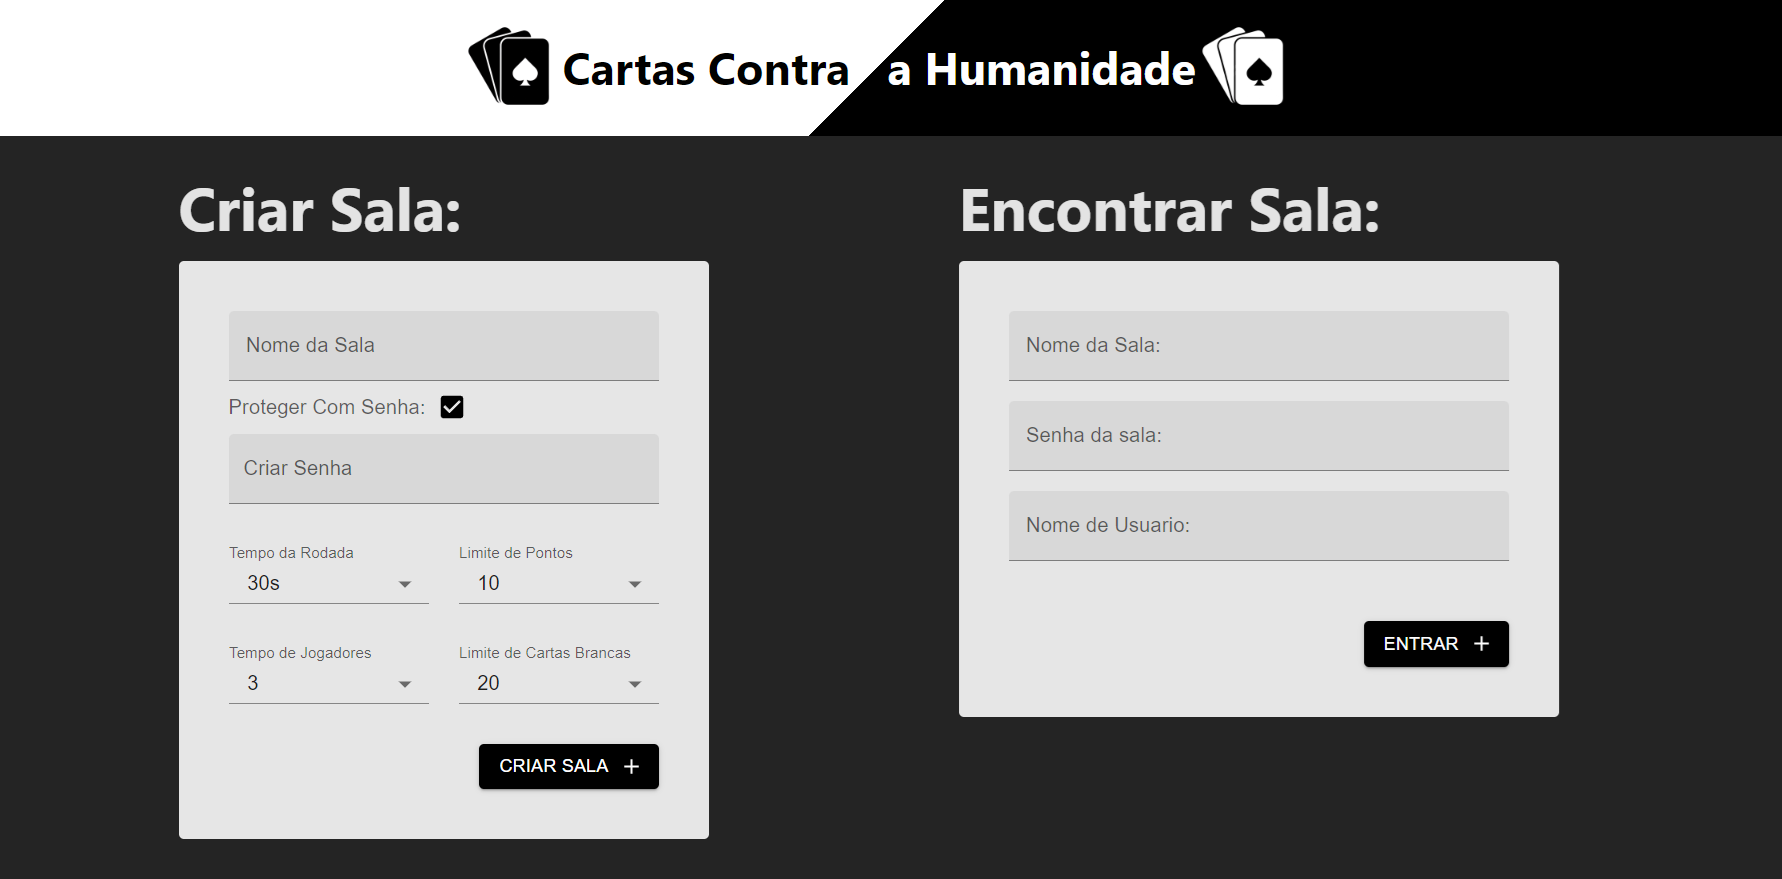 Cartas Contra a Humanidade
Criar Sala:
Nome da Sala
Proteger Com Senha:
Criar Senha
Tempo da Rodada
30s
Limite de Pontos
10
Tempo de Jogadores
3
Limite de Cartas Brancas
20
CRIAR SALA
Encontrar Sala:
Nome da Sala:
Senha da sala:
Nome de Usuario:
ENTRAR